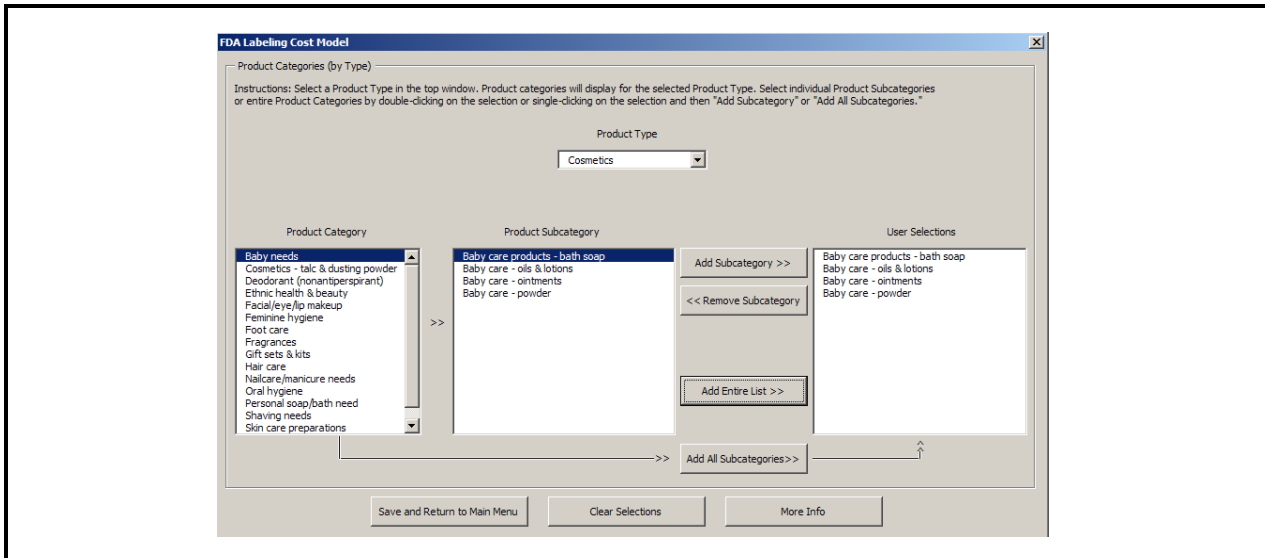 FDA Labeling Cost Model
Product Categories (by Type)
Instructions: Select a Product Type in the top window. Product categories will display for the selected Product Type. Select individual Product Subcategories
or entire Product Categories by double-clicking on the selection or single-clicking on the selection and then "Add Subcategory" or "Add All Subcategories."
Product Type
Cosmetics
Product Category
Baby needs
Cosmetics - talc & dusting powder
Deodorant (nonantiperspirant)
Ethnic health & beauty
Facial/eye/lip makeup
Feminine hygiene
Foot care
Fragrances
Gift sets & kits
Hair care
Nailcare/manicure needs
Oral hygiene
Personal soap/bath need
Shaving needs
Skin care preparations
>>
Product Subcategory
Baby care products - bath soap
Baby care - oils & lotions
Baby care - ointments
Baby care - powder
Add Subcategory >>
<< Remove Subcategory
Add Entire List >>
>>
Add All Subcategories>>
User Selections
Baby care products - bath soap
Baby care - oils & lotions
Baby care - ointments
Baby care - powder
Save and Return to Main Menu
Clear Selections
More Info